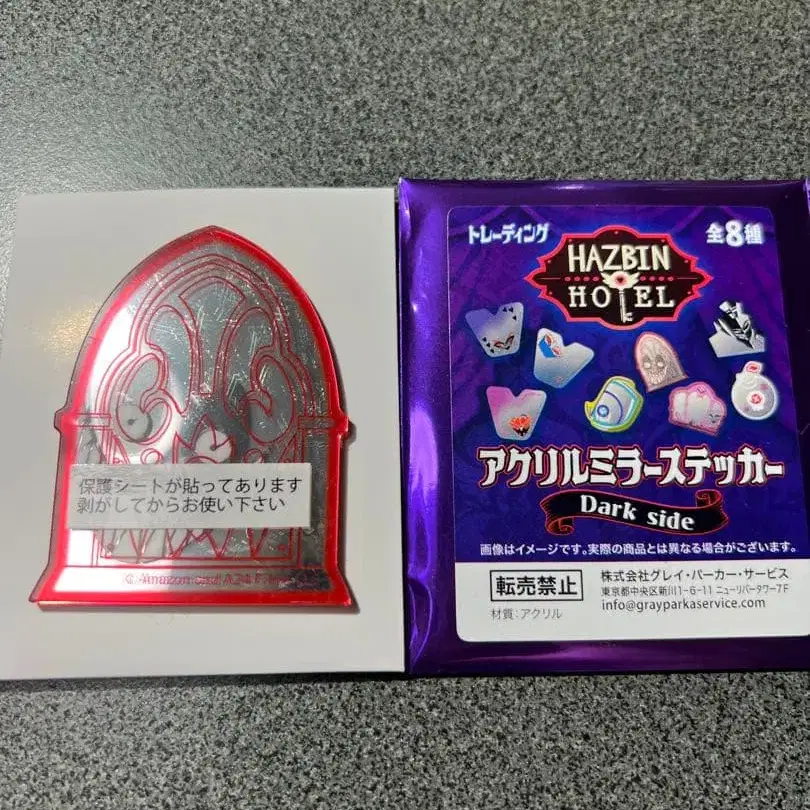 保護シートが貼ってあります
剥がしてからお使い下さい
© Amazon and A24 F
トレーディング
全8種
HAZBIN
HOTEL
アクリルミラーステッカー
Dark side
画像はイメージです。実際の商品とは異なる場合がございます。
転売禁止
材質：アクリル
株式会社グレイ・パーカー・サービス
東京都中央区新川1-6-11 ニューリバータワー7F
info@grayparkaservice.com